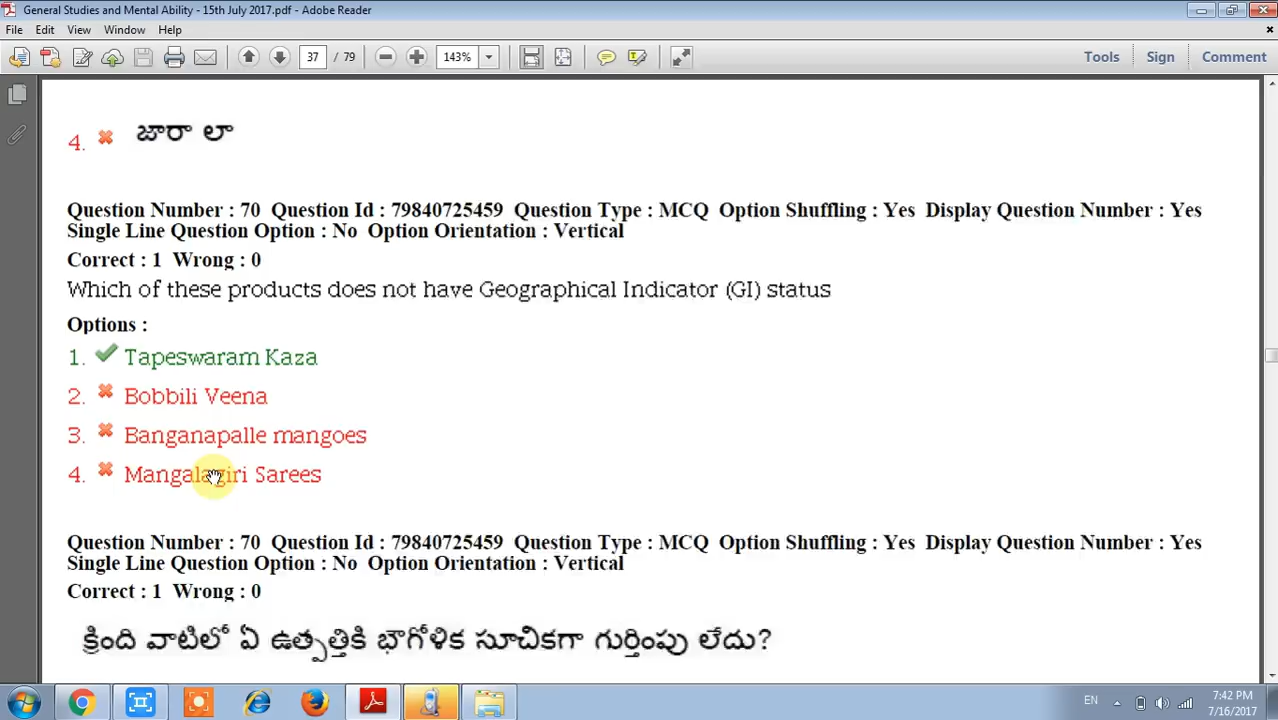 General Studies and Mental Ability - 15th July 2017.pdf - Adobe Reader
File Edit View Window Help
37 / 79 143% Tools Sign Comment
4. జారా లా
Question Number : 70 Question Id : 79840725459 Question Type : MCQ Option Shuffling : Yes Display Question Number : Yes
Single Line Question Option : No Option Orientation : Vertical
Correct : 1 Wrong : 0
Which of these products does not have Geographical Indicator (GI) status
Options :
1. Tapeswaram Kaza
2. Bobbili Veena
3. Banganapalle mangoes
4. Mangalagiri Sarees
Question Number : 70 Question Id : 79840725459 Question Type : MCQ Option Shuffling : Yes Display Question Number : Yes
Single Line Question Option : No Option Orientation : Vertical
Correct : 1 Wrong : 0
క్రింది వాటిలో ఏ ఉత్పత్తికి భౌగోళిక సూచికగా గుర్తింపు లేదు?
EN 7:42 PM
7/16/2017